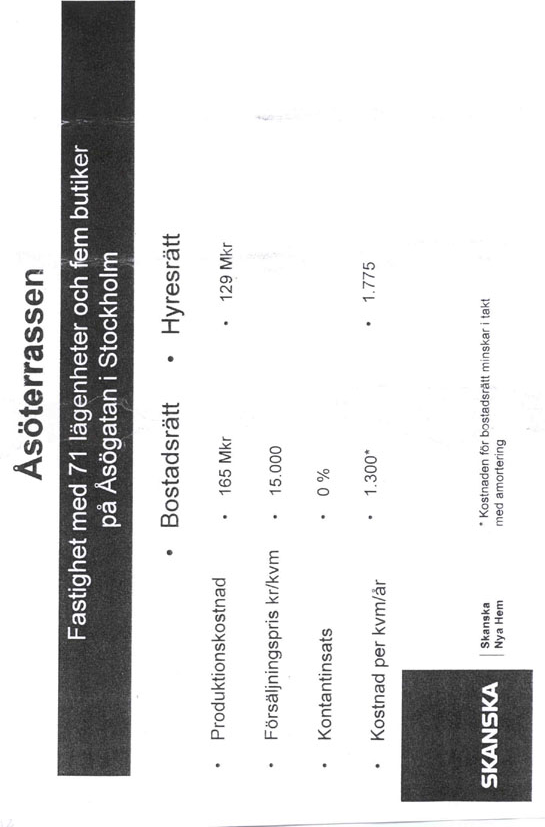 Åsöterrassen
Fastighet med 71 lägenheter och fem butiker
på Åsögatan i Stockholm
• Bostadsrätt • Hyresrätt
• Produktionskostnad • 165 Mkr • 129 Mkr
• Försäljningspris kr/kvm • 15.000
• Kontantinsats • 0 %
• Kostnad per kvm/år • 1.300* • 1.775
SKANSKA
Skanska
Nya Hem
* Kostnaden för bostadsrätt minskar i takt
med amortering